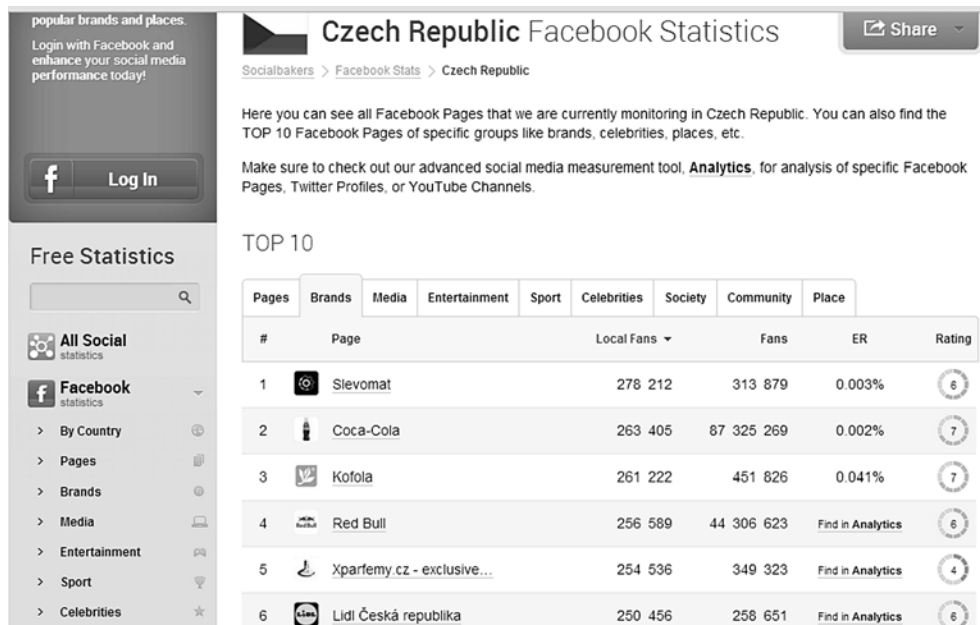 popular brands and places.
Login with Facebook and
enhance your social media
performance today!
f Log In
Free Statistics
All Social
statistics
Facebook
statistics
> By Country
> Pages
> Brands
> Media
> Entertainment
> Sport
> Celebrities
Czech Republic Facebook Statistics
Share
Socialbakers > Facebook Stats > Czech Republic
Here you can see all Facebook Pages that we are currently monitoring in Czech Republic. You can also find the
TOP 10 Facebook Pages of specific groups like brands, celebrities, places, etc.
Make sure to check out our advanced social media measurement tool, Analytics, for analysis of specific Facebook
Pages, Twitter Profiles, or YouTube Channels.
TOP 10
Pages Brands Media Entertainment Sport Celebrities Society Community Place
# Page Local Fans Fans ER Rating
1 Slevomat 278 212 313 879 0.003% 6
2 Coca-Cola 263 405 87 325 269 0.002% 7
3 Kofola 261 222 451 826 0.041% 7
4 Red Bull 256 589 44 306 623 Find in Analytics 6
5 Xparfemy.cz - exclusive... 254 536 349 323 Find in Analytics 4
6 Lidl Česká republika 250 456 258 651 Find in Analytics 6